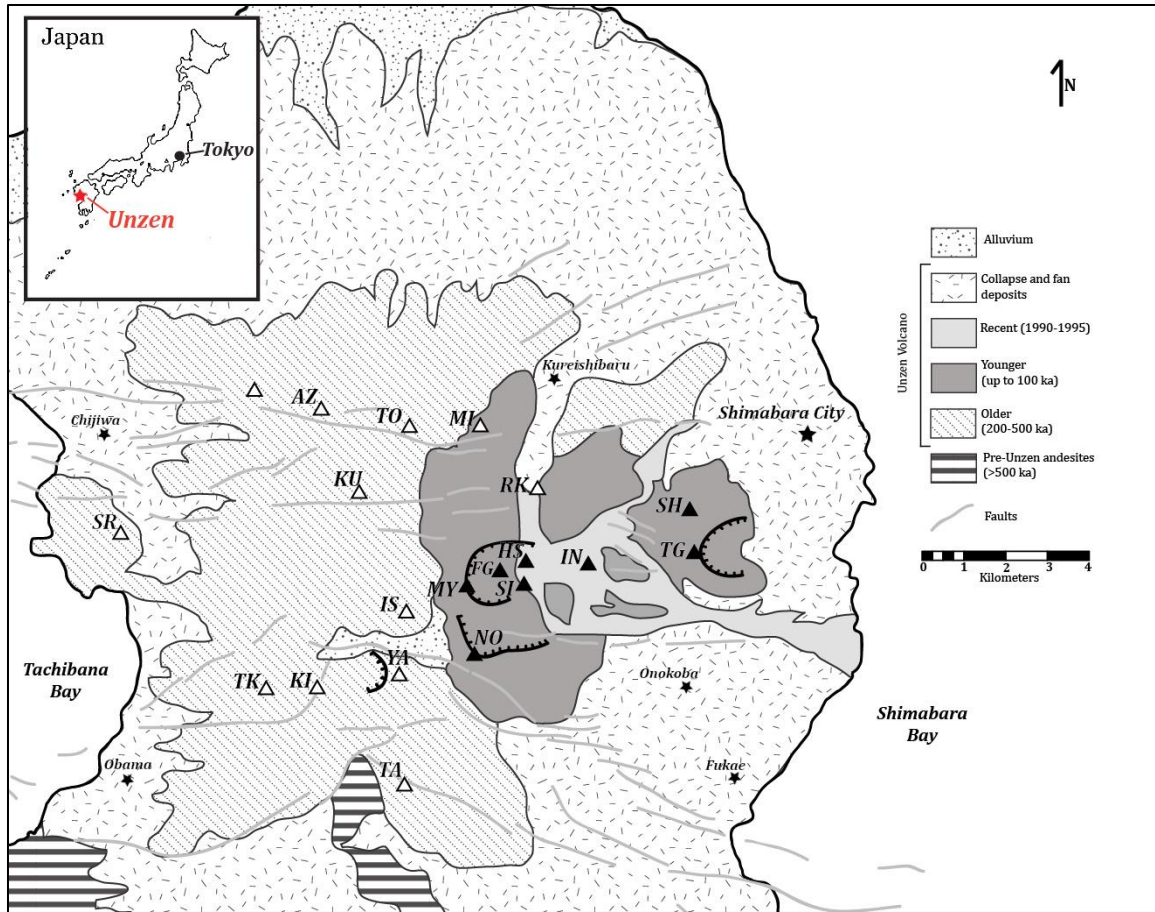 Japan
Tokyo
Unzen
N
Alluvium
Collapse and fan
deposits
Recent (1990-1995)
Younger
(up to 100 ka)
Older
(200-500 ka)
Pre-Unzen andesites
(>500 ka)
Faults
Unzen Volcano
0 1 2 3 4
Kilometers
Kureishibaru
AZ
TO
MI
Chijiwa
Shimabara City
KU
RK
SH
SR
HS
IN
TG
FG
MY
SI
IS
NO
YA
TK
KI
Onokoba
Tachibana
Bay
Shimabara
Bay
Obama
TA
Fukae